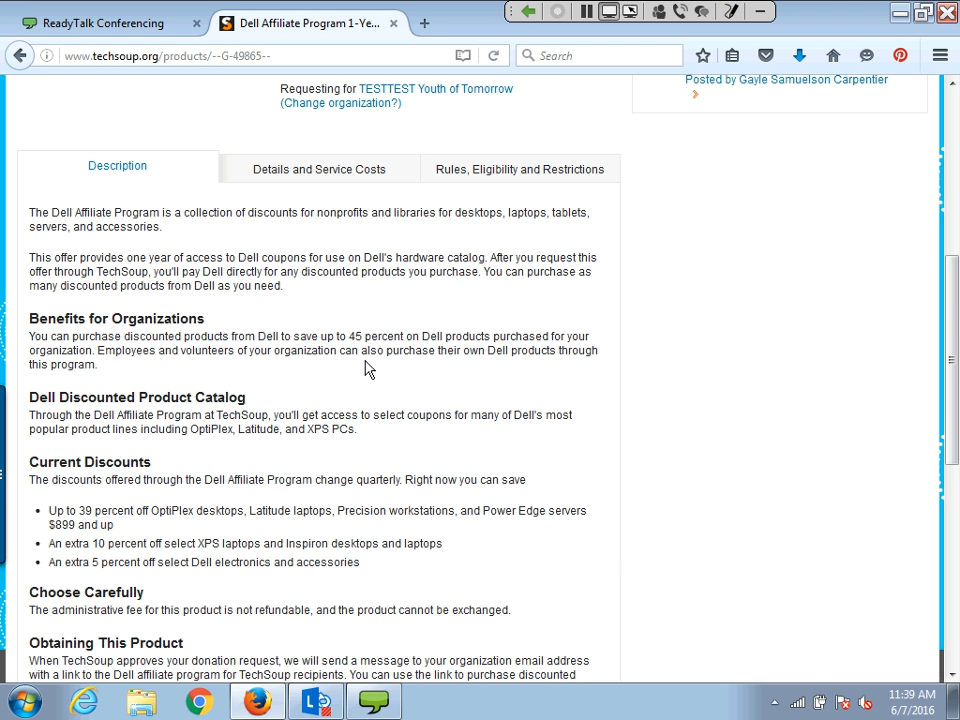 ReadyTalk Conferencing
Dell Affiliate Program 1-Ye...
www.techsoup.org/products/--G-49865--
Search
Requesting for TESTTEST Youth of Tomorrow
(Change organization?)
Posted by Gayle Samuelson Carpentier
Description
Details and Service Costs
Rules, Eligibility and Restrictions
The Dell Affiliate Program is a collection of discounts for nonprofits and libraries for desktops, laptops, tablets,
servers, and accessories.
This offer provides one year of access to Dell coupons for use on Dell's hardware catalog. After you request this
offer through TechSoup, you'll pay Dell directly for any discounted products you purchase. You can purchase as
many discounted products from Dell as you need.
Benefits for Organizations
You can purchase discounted products from Dell to save up to 45 percent on Dell products purchased for your
organization. Employees and volunteers of your organization can also purchase their own Dell products through
this program.
Dell Discounted Product Catalog
Through the Dell Affiliate Program at TechSoup, you'll get access to select coupons for many of Dell's most
popular product lines including OptiPlex, Latitude, and XPS PCs.
Current Discounts
The discounts offered through the Dell Affiliate Program change quarterly. Right now you can save
• Up to 39 percent off OptiPlex desktops, Latitude laptops, Precision workstations, and Power Edge servers
$899 and up
• An extra 10 percent off select XPS laptops and Inspiron desktops and laptops
• An extra 5 percent off select Dell electronics and accessories
Choose Carefully
The administrative fee for this product is not refundable, and the product cannot be exchanged.
Obtaining This Product
When TechSoup approves your donation request, we will send a message to your organization email address
with a link to the Dell affiliate program for TechSoup recipients. You can use the link to purchase discounted
11:39 AM
6/7/2016